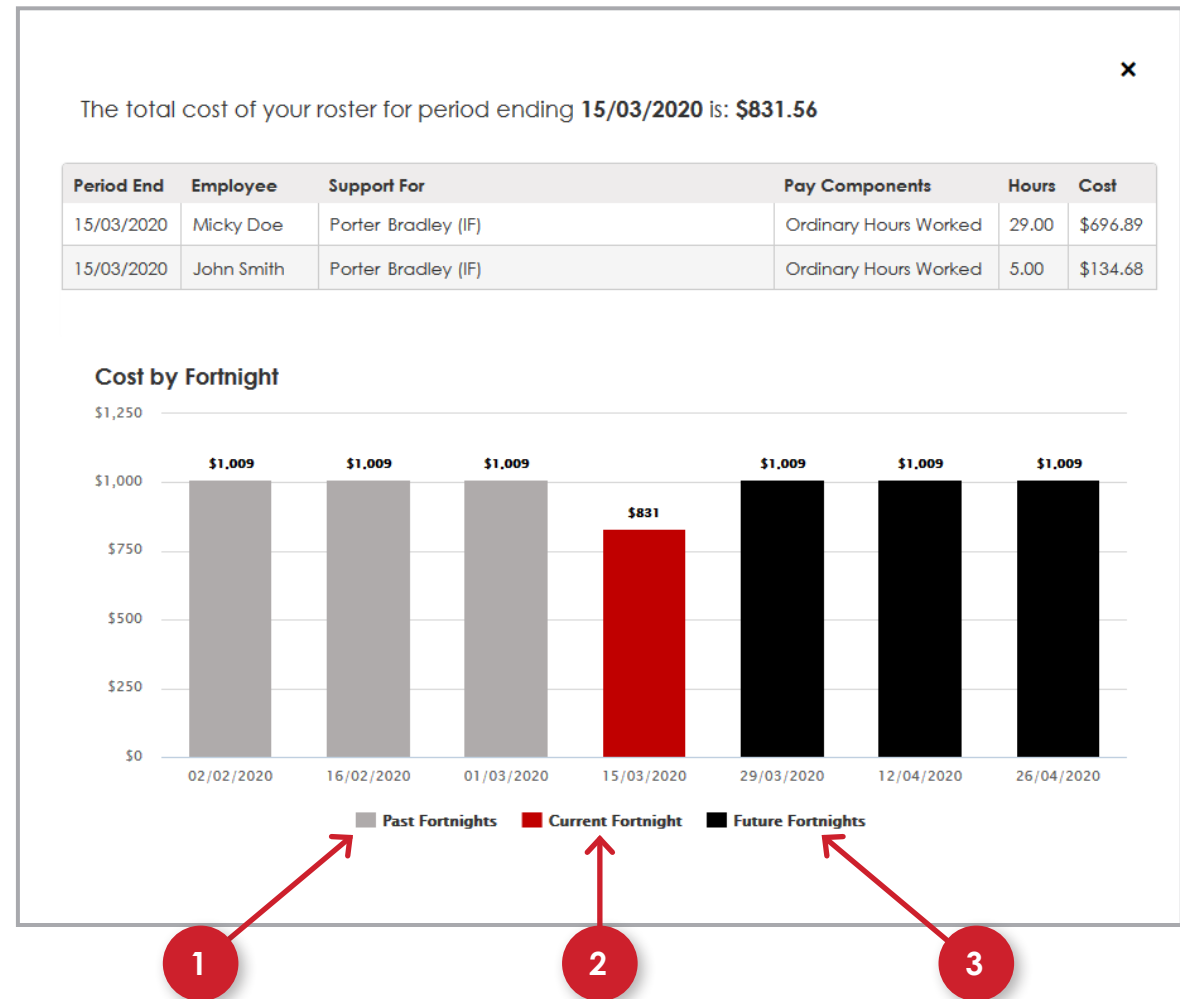 ×
The total cost of your roster for period ending 15/03/2020 is: $831.56
Period End Employee Support For Pay Components Hours Cost
15/03/2020 Micky Doe Porter Bradley (IF) Ordinary Hours Worked 29.00 $696.89
15/03/2020 John Smith Porter Bradley (IF) Ordinary Hours Worked 5.00 $134.68
Cost by Fortnight
$1,250
$1,009 $1,009 $1,009 $1,009 $1,009 $1,009
$1,000
$831
$750
$500
$250
$0
02/02/2020 16/02/2020 01/03/2020 15/03/2020 29/03/2020 12/04/2020 26/04/2020
Past Fortnights Current Fortnight Future Fortnights
1 2 3